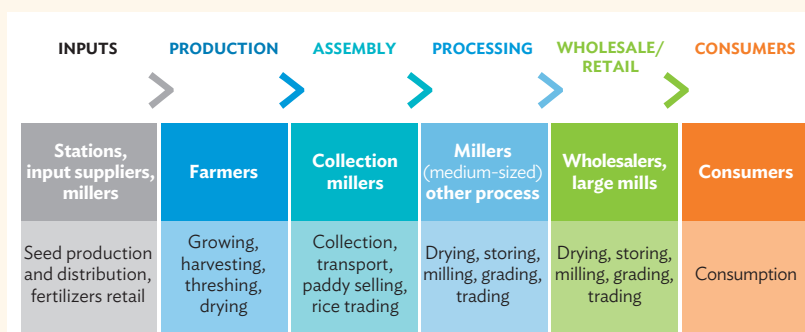 INPUTS
PRODUCTION
ASSEMBLY
PROCESSING
WHOLESALE/
RETAIL
CONSUMERS
Stations,
input suppliers,
millers
Farmers
Collection
millers
Millers
(medium-sized)
other process
Wholesalers,
large mills
Consumers
Seed production
and distribution,
fertilizers retail
Growing,
harvesting,
threshing,
drying
Collection,
transport,
paddy selling,
rice trading
Drying, storing,
milling, grading,
trading
Drying, storing,
milling, grading,
trading
Consumption